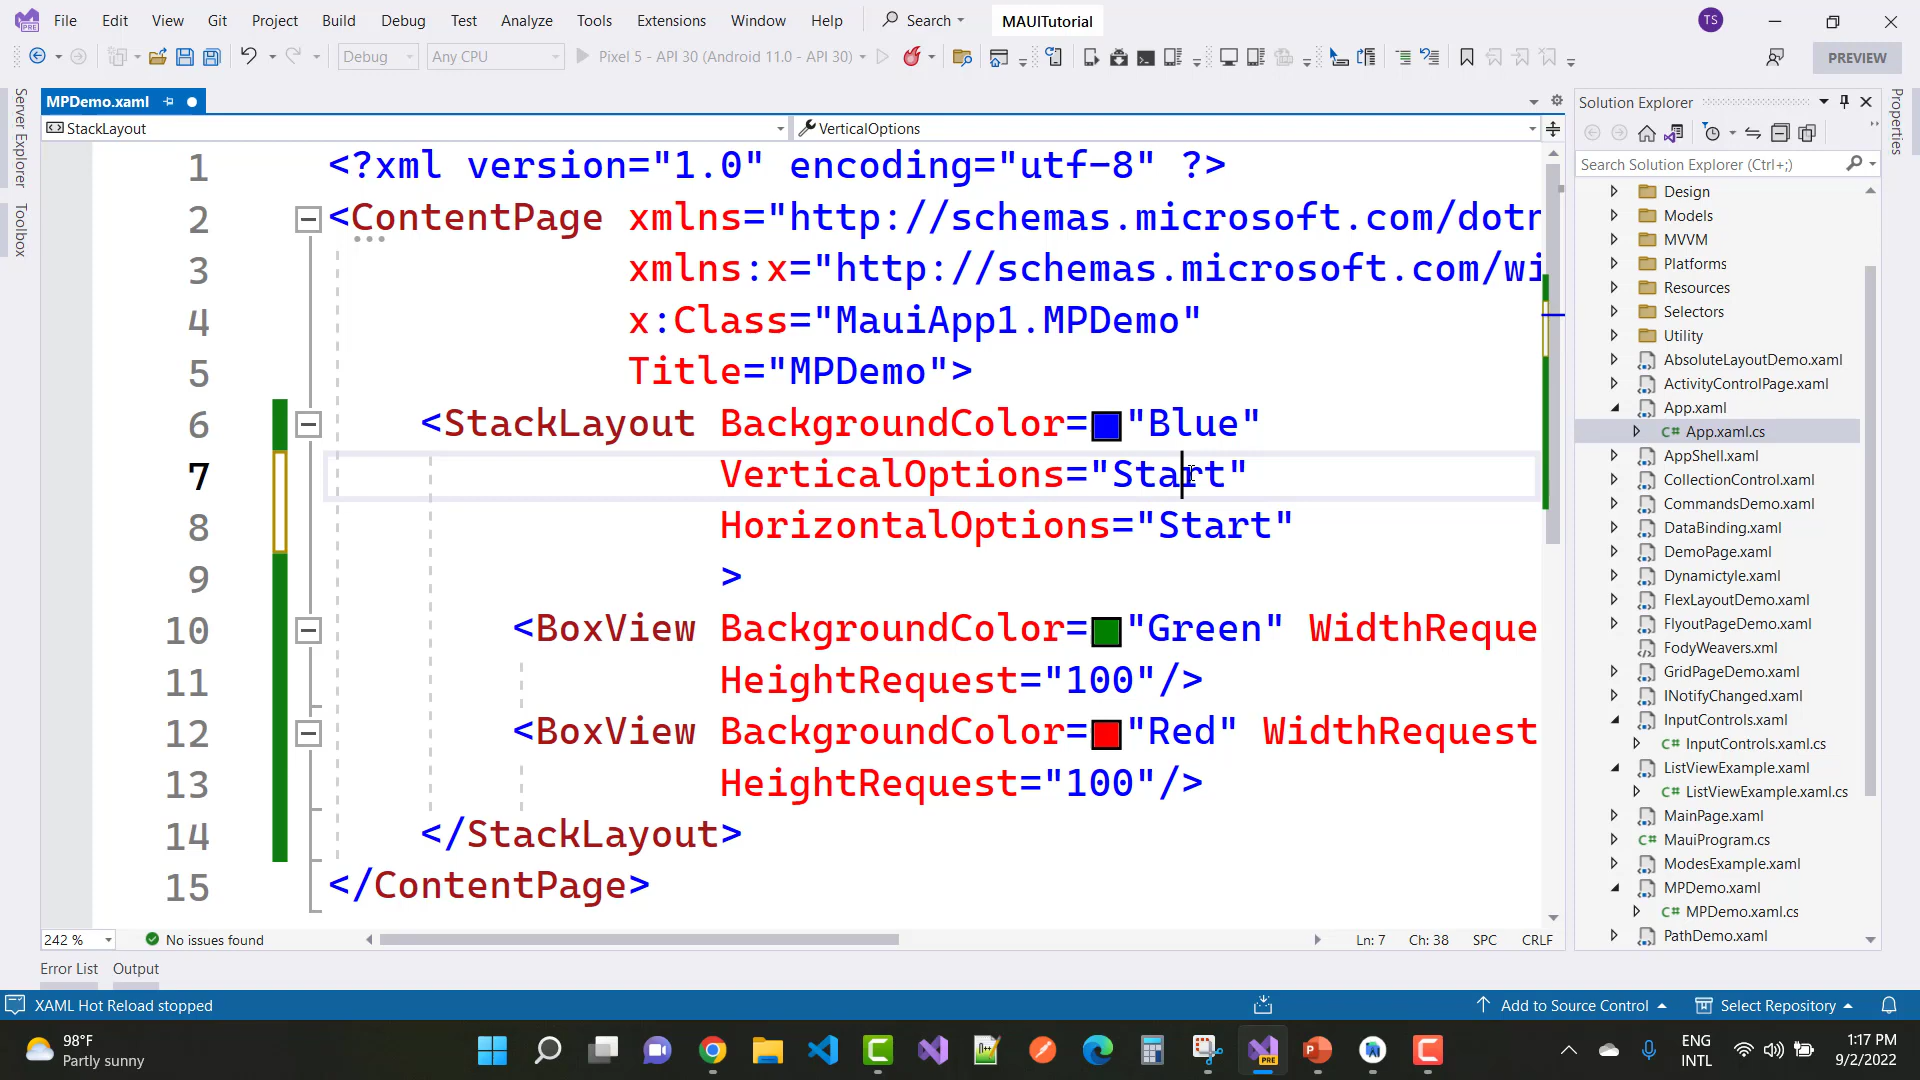 File Edit View Git Project Build Debug Test Analyze Tools Extensions Window Help Search MAUITutorial TS
Debug Any CPU Pixel 5 - API 30 (Android 11.0 - API 30) PREVIEW
Server Explorer
Toolbox
MPDemo.xaml
StackLayout VerticalOptions
1 <?xml version="1.0" encoding="utf-8" ?>
2 <ContentPage xmlns="http://schemas.microsoft.com/dotn
3 xmlns:x="http://schemas.microsoft.com/wi
4 x:Class="MauiApp1.MPDemo"
5 Title="MPDemo">
6 <StackLayout BackgroundColor="Blue"
7 VerticalOptions="Start"
8 HorizontalOptions="Start"
9 >
10 <BoxView BackgroundColor="Green" WidthReque
11 HeightRequest="100"/>
12 <BoxView BackgroundColor="Red" WidthRequest
13 HeightRequest="100"/>
14 </StackLayout>
15 </ContentPage>
242 % No issues found Ln: 7 Ch: 38 SPC CRLF
Error List Output
Solution Explorer
Search Solution Explorer (Ctrl+;)
Design
Models
MVVM
Platforms
Resources
Selectors
Utility
AbsoluteLayoutDemo.xaml
ActivityControlPage.xaml
App.xaml
C# App.xaml.cs
AppShell.xaml
CollectionControl.xaml
CommandsDemo.xaml
DataBinding.xaml
DemoPage.xaml
Dynamictyle.xaml
FlexLayoutDemo.xaml
FlyoutPageDemo.xaml
FodyWeavers.xml
GridPageDemo.xaml
INotifyChanged.xaml
InputControls.xaml
C# InputControls.xaml.cs
ListViewExample.xaml
C# ListViewExample.xaml.cs
MainPage.xaml
C# MauiProgram.cs
ModesExample.xaml
MPDemo.xaml
C# MPDemo.xaml.cs
PathDemo.xaml
Properties
XAML Hot Reload stopped Add to Source Control Select Repository
98°F
Partly sunny
PRE
ENG
INTL
1:17 PM
9/2/2022